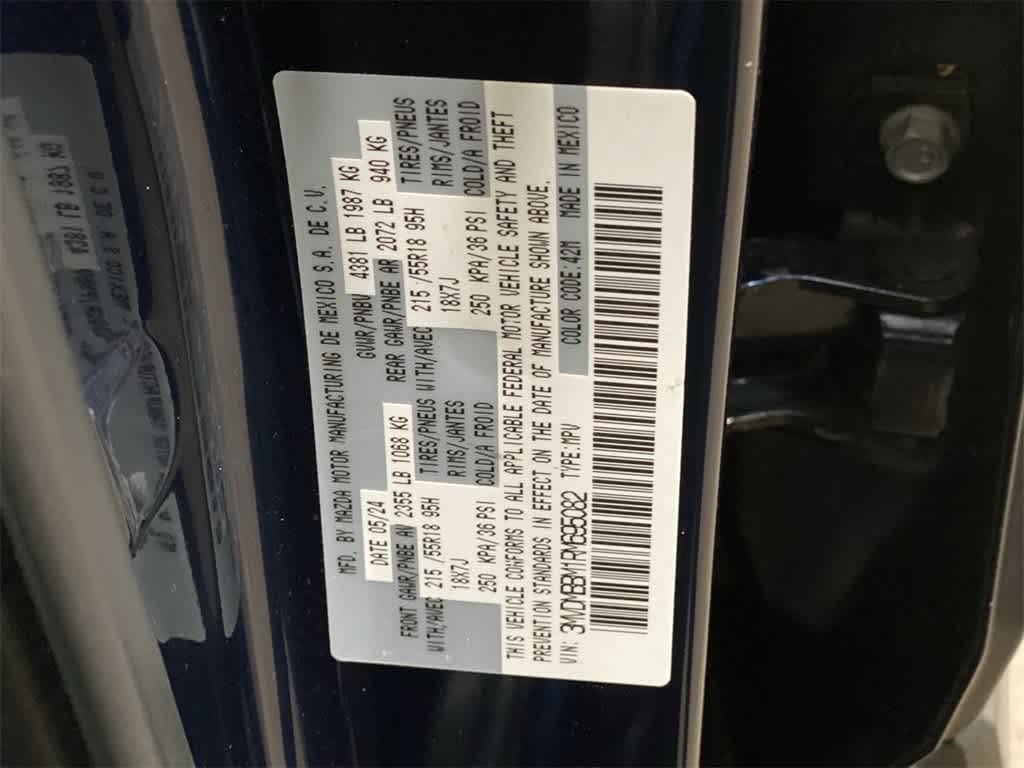 MFD. BY MAZDA MOTOR MANUFACTURING DE MEXICO S.A. DE C.V.
DATE 05/24 GVWR/PNBV 4381 LB 1987 KG
FRONT GAWR/PNBE AV 2355 LB 1068 KG REAR GAWR/PNBE AR 2072 LB 940 KG
WITH/AVEC 215 /55R18 95H TIRES/PNEUS WITH/AVEC 215 /55R18 95H TIRES/PNEUS
18X7J RIMS/JANTES 18X7J RIMS/JANTES
250 KPA/36 PSI COLD/A FROID 250 KPA/36 PSI COLD/A FROID
THIS VEHICLE CONFORMS TO ALL APPLICABLE FEDERAL MOTOR VEHICLE SAFETY AND THEFT
PREVENTION STANDARDS IN EFFECT ON THE DATE OF MANUFACTURE SHOWN ABOVE.
VIN: 3MVDMBBM1RM695082 TYPE:MPV COLOR CODE:42M MADE IN MEXICO